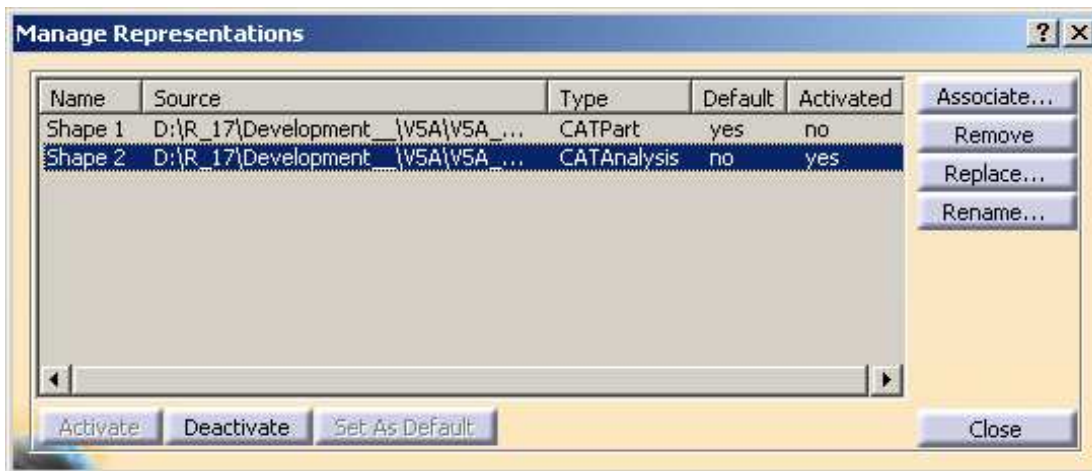 Manage Representations
Name Source Type Default Activated
Shape 1 D:\R_17\Development__\V5A\V5A_... CATPart yes no
Shape 2 D:\R_17\Development__\V5A\V5A_... CATAnalysis no yes
Associate...
Remove
Replace...
Rename...
Activate Deactivate Set As Default Close